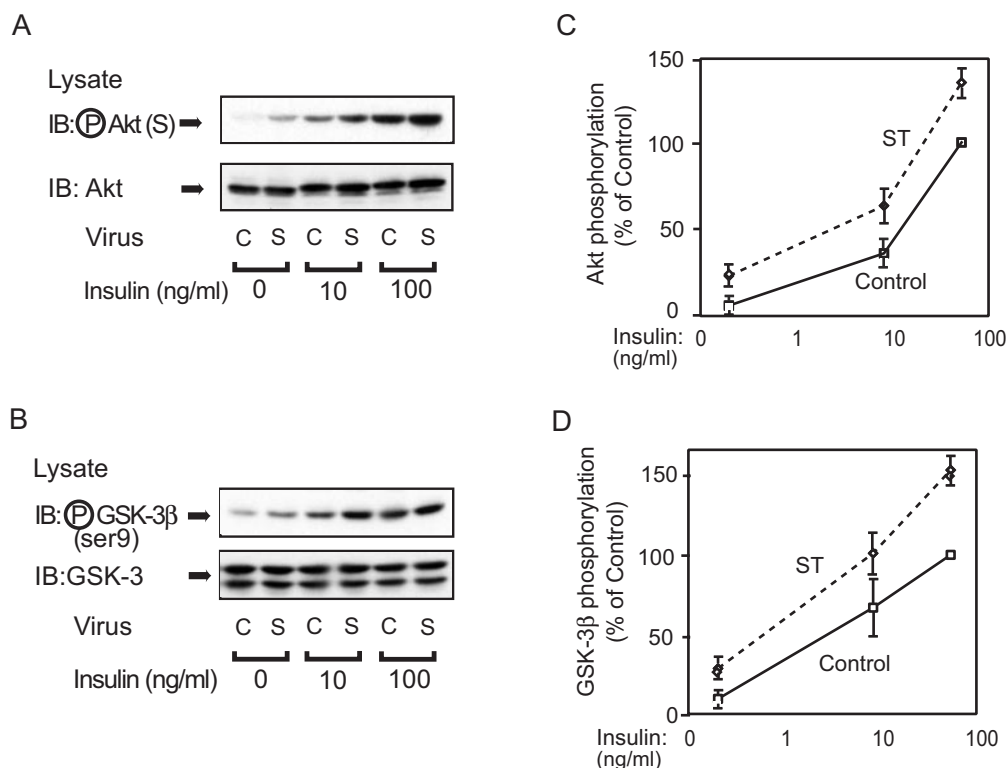 A
Lysate
IB: P Akt (S)
IB: Akt
Virus C S C S C S
Insulin (ng/ml) 0 10 100
B
Lysate
IB: P GSK-3β
(ser9)
IB:GSK-3
Virus C S C S C S
Insulin (ng/ml) 0 10 100
C
Akt phosphorylation
(% of Control)
150
100
50
0
ST
Control
Insulin: 0 1 10 100
(ng/ml)
D
GSK-3β phosphorylation
(% of Control)
150
100
50
0
ST
Control
Insulin: 0 1 10 100
(ng/ml)